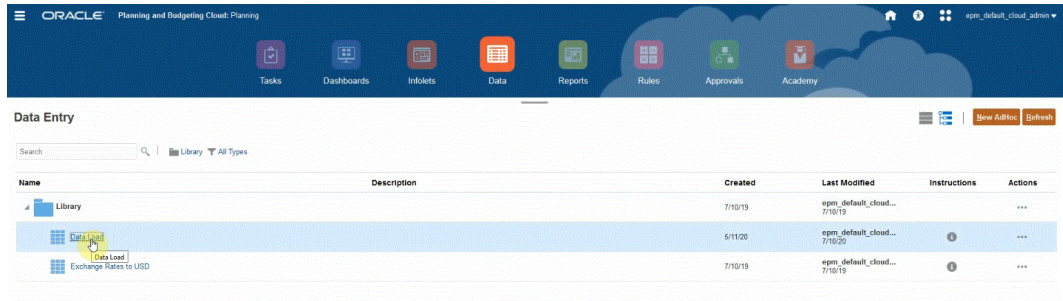 ORACLE Planning and Budgeting Cloud: Planning epm_default_cloud_admin
Tasks Dashboards Infolets Data Reports Rules Approvals Academy
Data Entry New AdHoc Refresh
Search Library All Types
Name Description Created Last Modified Instructions Actions
Library 7/10/19 epm_default_cloud...
7/10/19
Data Load 5/11/20 epm_default_cloud...
7/10/20
Data Load
Exchange Rates to USD 7/10/19 epm_default_cloud...
7/10/19